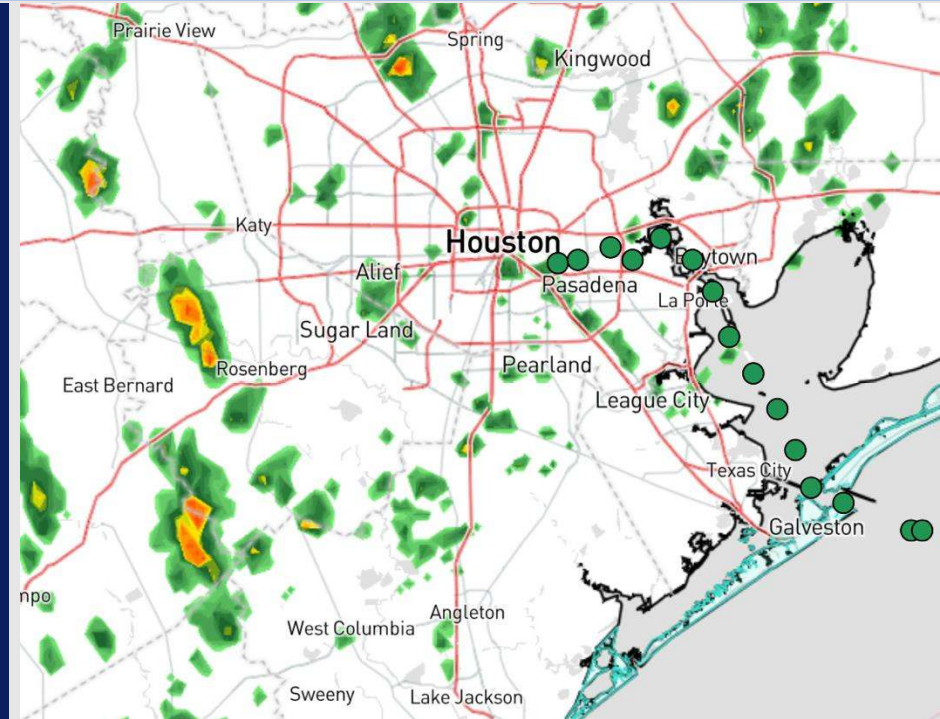 Prairie View
Spring
Kingwood
Katy
Houston
Baytown
Alief
Pasadena
La Porte
Sugar Land
Rosenberg
Pearland
East Bernard
League City
Texas City
Galveston
mpo
Angleton
West Columbia
Sweeny
Lake Jackson